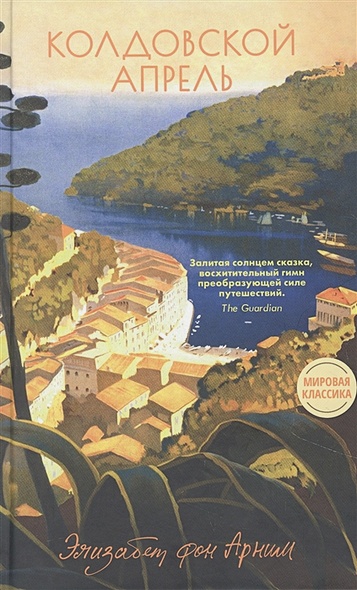 КОЛДОВСКОЙ
АПРЕЛЬ
Залитая солнцем сказка,
восхитительный гимн
преобразующей силе
путешествий.
The Guardian
МИРОВАЯ
КЛАССИКА
Элизабет фон Арним